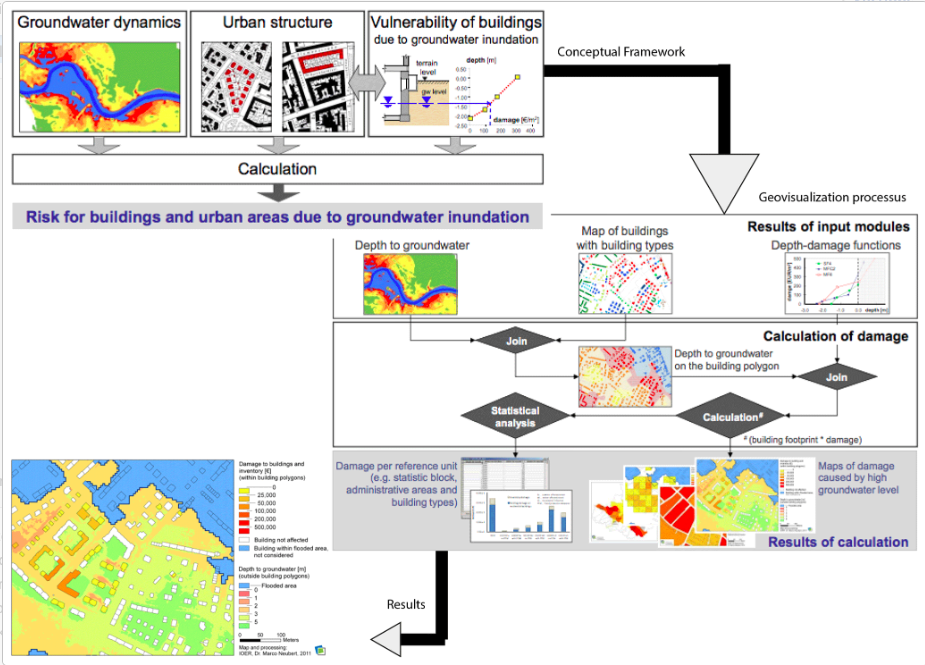 Groundwater dynamics
Urban structure
Vulnerability of buildings
due to groundwater inundation
depth [m]
terrain
level
gw level
0.50
0.00
-0.50
-1.00
-1.50
-2.00
-2.50
damage [€/m²]
0 100 200 300 400
Conceptual Framework
Calculation
Risk for buildings and urban areas due to groundwater inundation
Geovisualization processus
Results of input modules
Depth to groundwater
Map of buildings
with building types
Depth-damage functions
depth [m]
Calculation of damage
Join
Depth to groundwater
on the building polygon
Join
Statistical
analysis
Calculation#
# (building footprint * damage)
Damage per reference unit
(e.g. statistic block,
administrative areas and
building types)
Maps of damage
caused by high
groundwater level
Results of calculation
Damage to buildings and
inventory [€]
(within building polygons)
0
25,000
50,000
100,000
200,000
500,000
Building not affected
Building within flooded area,
not considered
Depth to groundwater [m]
(outside building polygons)
Flooded area
0
1
2
3
5
0 50 100
Meters
Map and processing:
IOER, Dr. Marco Neubert, 2011
Results